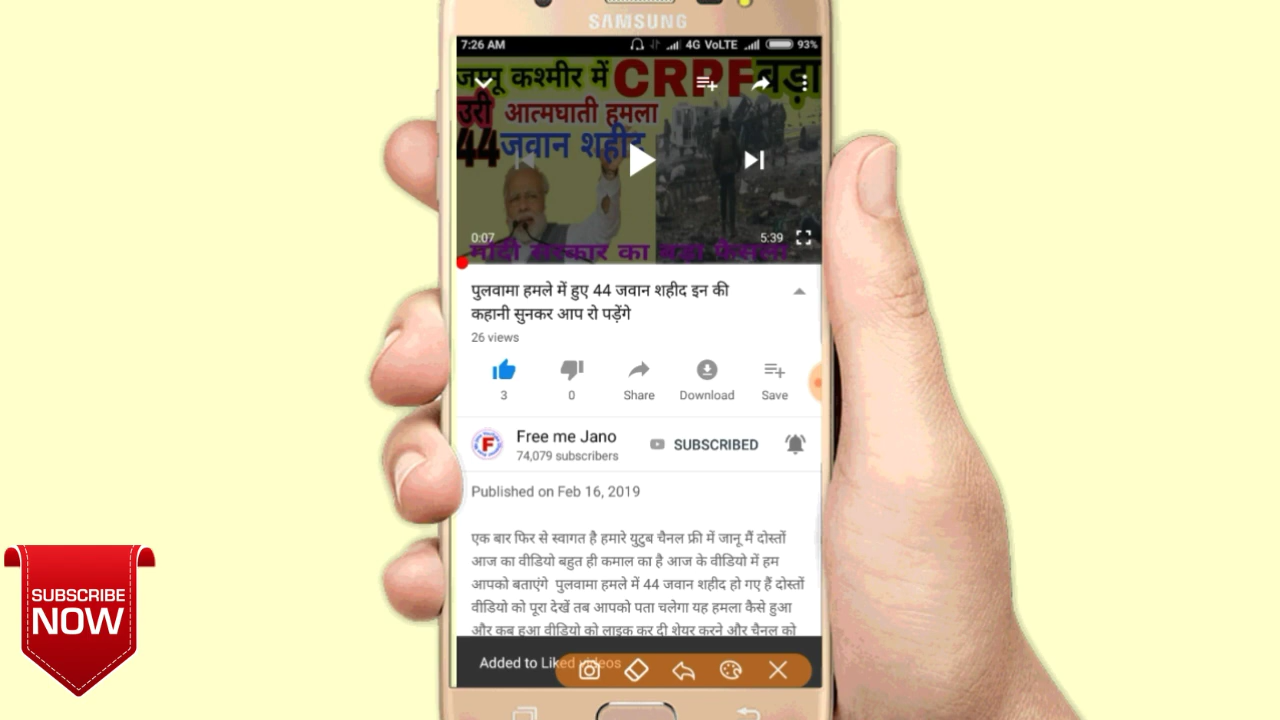 SAMSUNG
7:26 AM
4G VoLTE
93%
जम्मू कश्मीर में CRPF बड़ा
उरी आत्मघाती हमला
44 जवान शहीद
0:07
5:39
मोदी सरकार का बड़ा फैसला
पुलवामा हमले में हुए 44 जवान शहीद इन की
कहानी सुनकर आप रो पड़ेंगे
26 views
3
0
Share
Download
Save
F
Free me Jano
74,079 subscribers
SUBSCRIBED
Published on Feb 16, 2019
एक बार फिर से स्वागत है हमारे युटुब चैनल फ्री में जानू मैं दोस्तों
आज का वीडियो बहुत ही कमाल का है आज के वीडियो में हम
आपको बताएंगे पुलवामा हमले में 44 जवान शहीद हो गए हैं दोस्तों
वीडियो को पूरा देखें तब आपको पता चलेगा यह हमला कैसे हुआ
और कब हुआ वीडियो को लाइक कर दी शेयर करने और चैनल को
Added to Liked videos
SUBSCRIBE
NOW